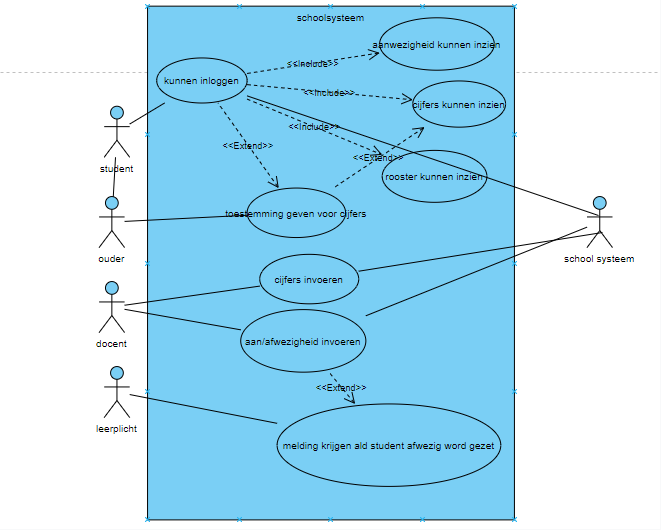 schoolsysteem
aanwezigheid kunnen inzien
<<Include>>
kunnen inloggen
<<Include>>
cijfers kunnen inzien
<<Include>>
<<Extend>>
<<Extend>>
student
rooster kunnen inzien
toestemming geven voor cijfers
ouder
school systeem
cijfers invoeren
docent
aan/afwezigheid invoeren
<<Extend>>
leerplicht
melding krijgen ald student afwezig word gezet